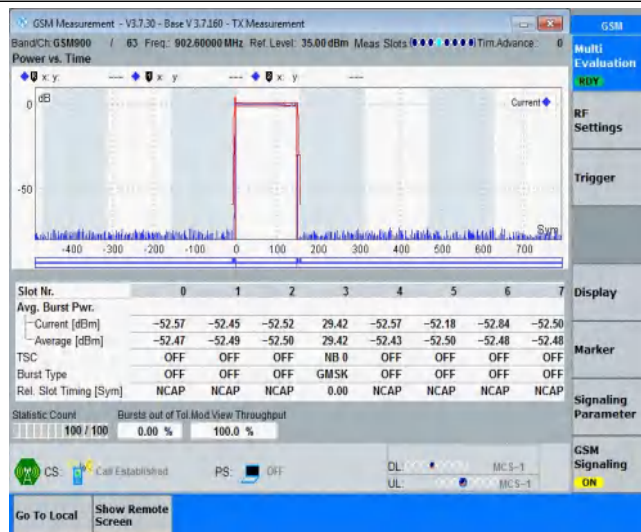 GSM Measurement - V3.7.30 - Base V 3.7.160 - TX Measurement
GSM
Band/Ch: GSM900 / 63 Freq.: 902.60000 MHz Ref. Level: 35.00 dBm Meas Slots Tim.Advance: 0
Power vs. Time
Multi Evaluation
RDY
x: y: --- x y --- x y ---
dB
Current
0
-50
Sym
-400 -300 -200 -100 0 100 200 300 400 500 600 700
RF Settings
Trigger
Slot Nr. 0 1 2 3 4 5 6 7
Avg. Burst Pwr.
Current [dBm] -52.57 -52.45 -52.52 29.42 -52.57 -52.18 -52.84 -52.50
Average [dBm] -52.47 -52.49 -52.50 29.42 -52.43 -52.50 -52.48 -52.48
TSC OFF OFF OFF NB 0 OFF OFF OFF OFF
Burst Type OFF OFF OFF GMSK OFF OFF OFF OFF
Rel. Slot Timing [Sym] NCAP NCAP NCAP 0.00 NCAP NCAP NCAP NCAP
Display
Marker
Statistic Count Bursts out of Tol. Mod.View Throughput
100 / 100 0.00 % 100.0 %
Signaling Parameter
CS: Call Established PS: OFF DL: MCS-1
UL: MCS-1
GSM Signaling
ON
Go To Local Show Remote Screen